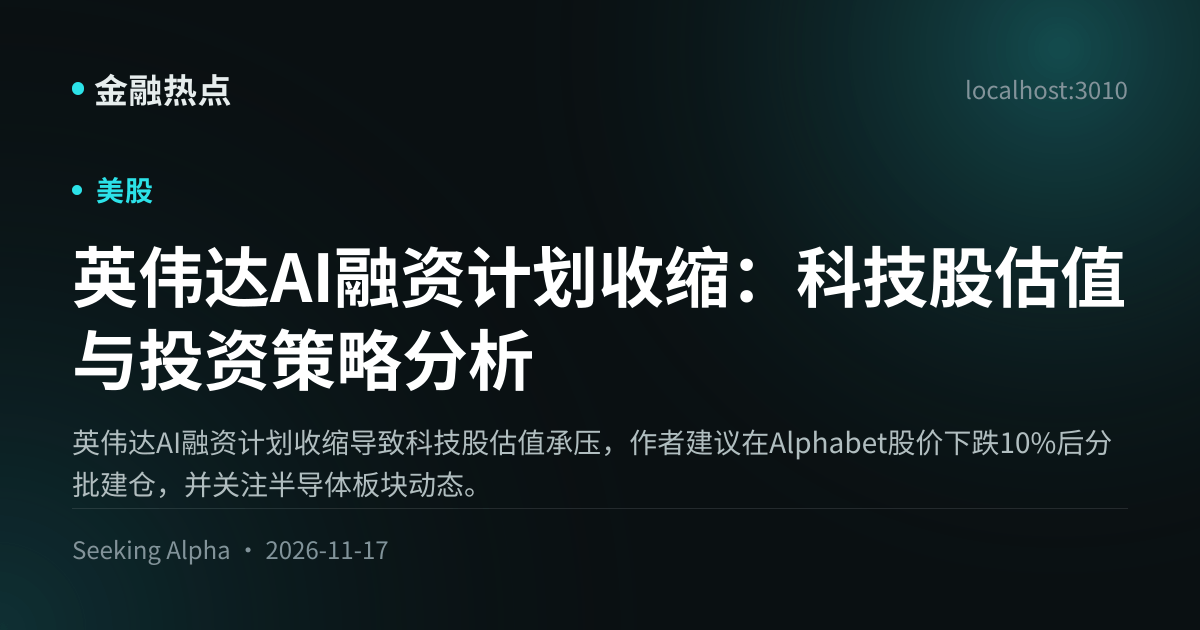 金融热点
localhost:3010
美股
英伟达AI融资计划收缩：科技股估值
与投资策略分析
英伟达AI融资计划收缩导致科技股估值承压，作者建议在Alphabet股价下跌10%后分
批建仓，并关注半导体板块动态。
Seeking Alpha · 2026-11-17